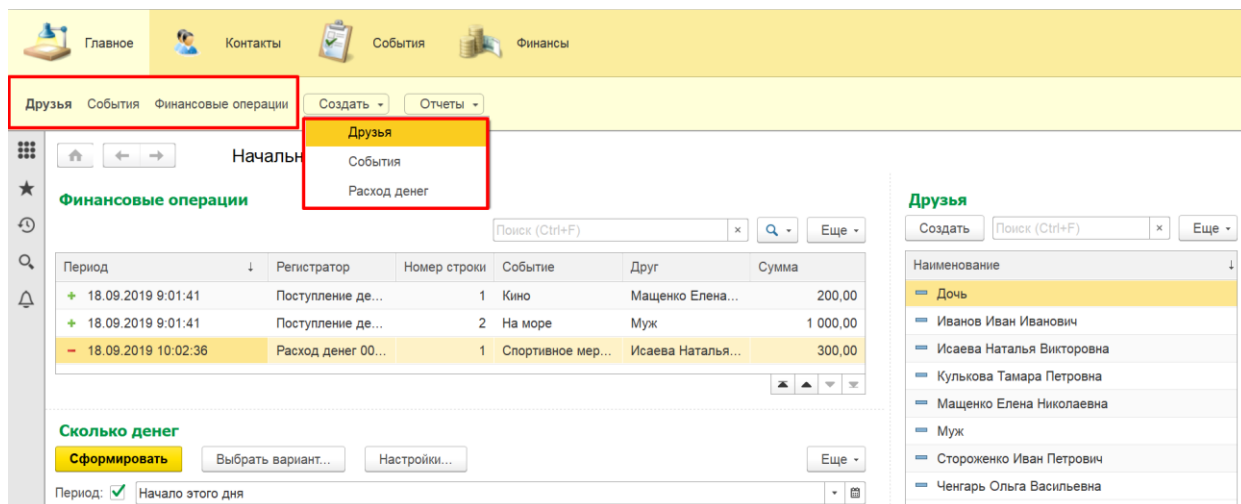 Главное Контакты События Финансы
Друзья События Финансовые операции Создать Отчеты
Друзья
События
Расход денег
Начальн
Финансовые операции
Поиск (Ctrl+F) × Еще
Период ↓ Регистратор Номер строки Событие Друг Сумма
+ 18.09.2019 9:01:41 Поступление де... 1 Кино Мащенко Елена... 200,00
+ 18.09.2019 9:01:41 Поступление де... 2 На море Муж 1 000,00
- 18.09.2019 10:02:36 Расход денег 00... 1 Спортивное мер... Исаева Наталья... 300,00
Сколько денег
Сформировать Выбрать вариант... Настройки... Еще
Период: Начало этого дня
Друзья
Создать Поиск (Ctrl+F) × Еще
Наименование ↓
Дочь
Иванов Иван Иванович
Исаева Наталья Викторовна
Кулькова Тамара Петровна
Мащенко Елена Николаевна
Муж
Стороженко Иван Петрович
Ченгарь Ольга Васильевна